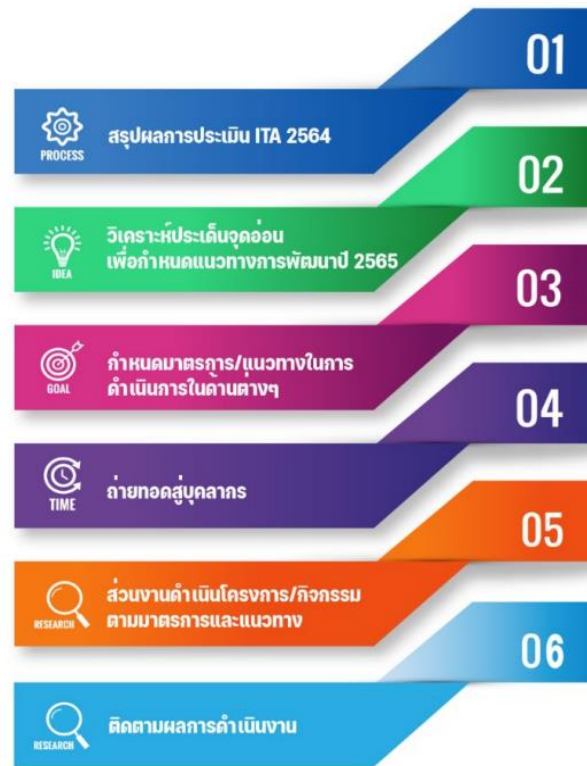 01
PROCESS
สรุปผลการประเมิน ITA 2564
02
IDEA
วิเคราะห์ประเด็นจุดอ่อน
เพื่อกำหนดแนวทางการพัฒนาปี 2565
03
GOAL
กำหนดมาตรการ/แนวทางในการ
ดำเนินการในด้านต่างๆ
04
TIME
ถ่ายทอดสู่บุคลากร
05
RESEARCH
ส่วนงานดำเนินโครงการ/กิจกรรม
ตามมาตรการและแนวทาง
06
RESEARCH
ติดตามผลการดำเนินงาน